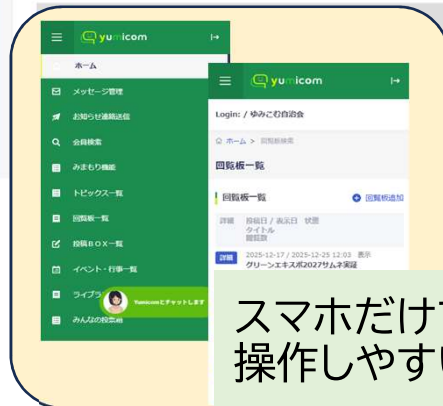 yumicom
ホーム
メッセージ管理
お知らせ連絡送信
会員検索
みまもり機能
トピックス一覧
回覧板一覧
投稿BOX一覧
イベント・行事一覧
ライブラ
Yumicomとチャットします
みんなの投票箱
yumicom
Login: / ゆみこむ自治会
ホーム > 回覧板検索
回覧板一覧
回覧板一覧 回覧板追加
詳細 投稿日 / 表示日 状態
タイトル
閲覧数
詳細 2025-12-17 / 2025-12-25 12:03 表示
グリーンエキスポ2027サムネ実証
スマホだけで
操作しやすい